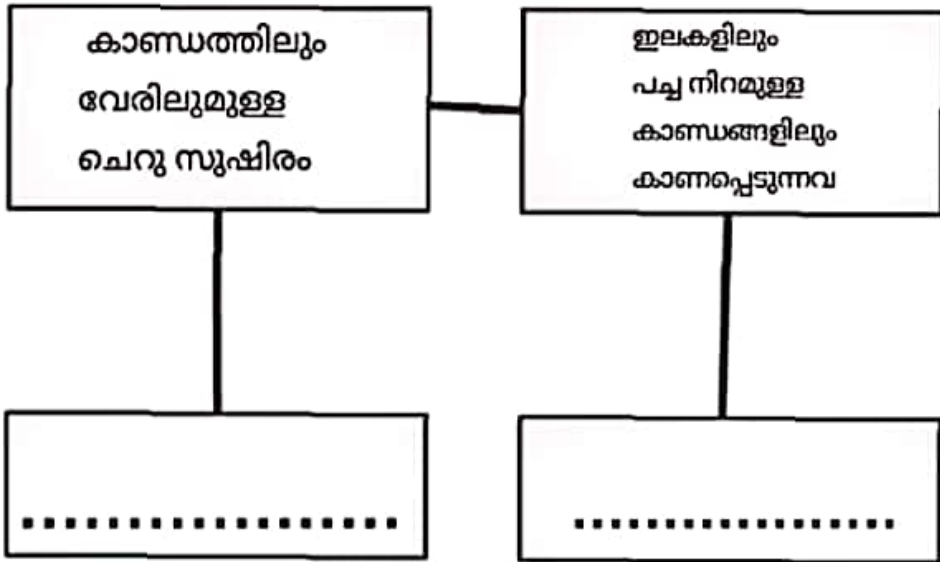 കാണ്ഡത്തിലും
വേരിലുമുള്ള
ചെറു സുഷിരം
ഇലകളിലും
പച്ച നിറമുള്ള
കാണ്ഡങ്ങളിലും
കാണപ്പെടുന്നവ
..................
................